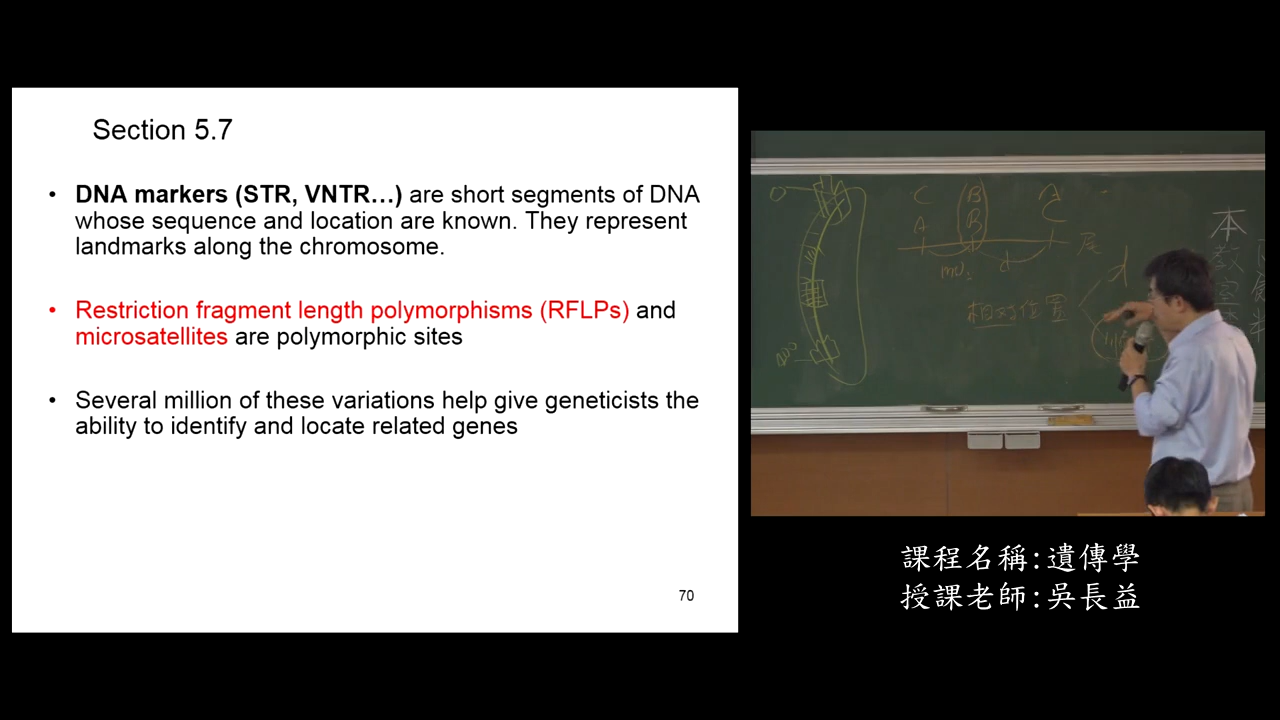 Section 5.7
• DNA markers (STR, VNTR…) are short segments of DNA
whose sequence and location are known. They represent
landmarks along the chromosome.
• Restriction fragment length polymorphisms (RFLPs) and
microsatellites are polymorphic sites
• Several million of these variations help give geneticists the
ability to identify and locate related genes
70
C B
A B
尾
d
d
相對位置
本
教
室
課程名稱:遺傳學
授課老師:吳長益